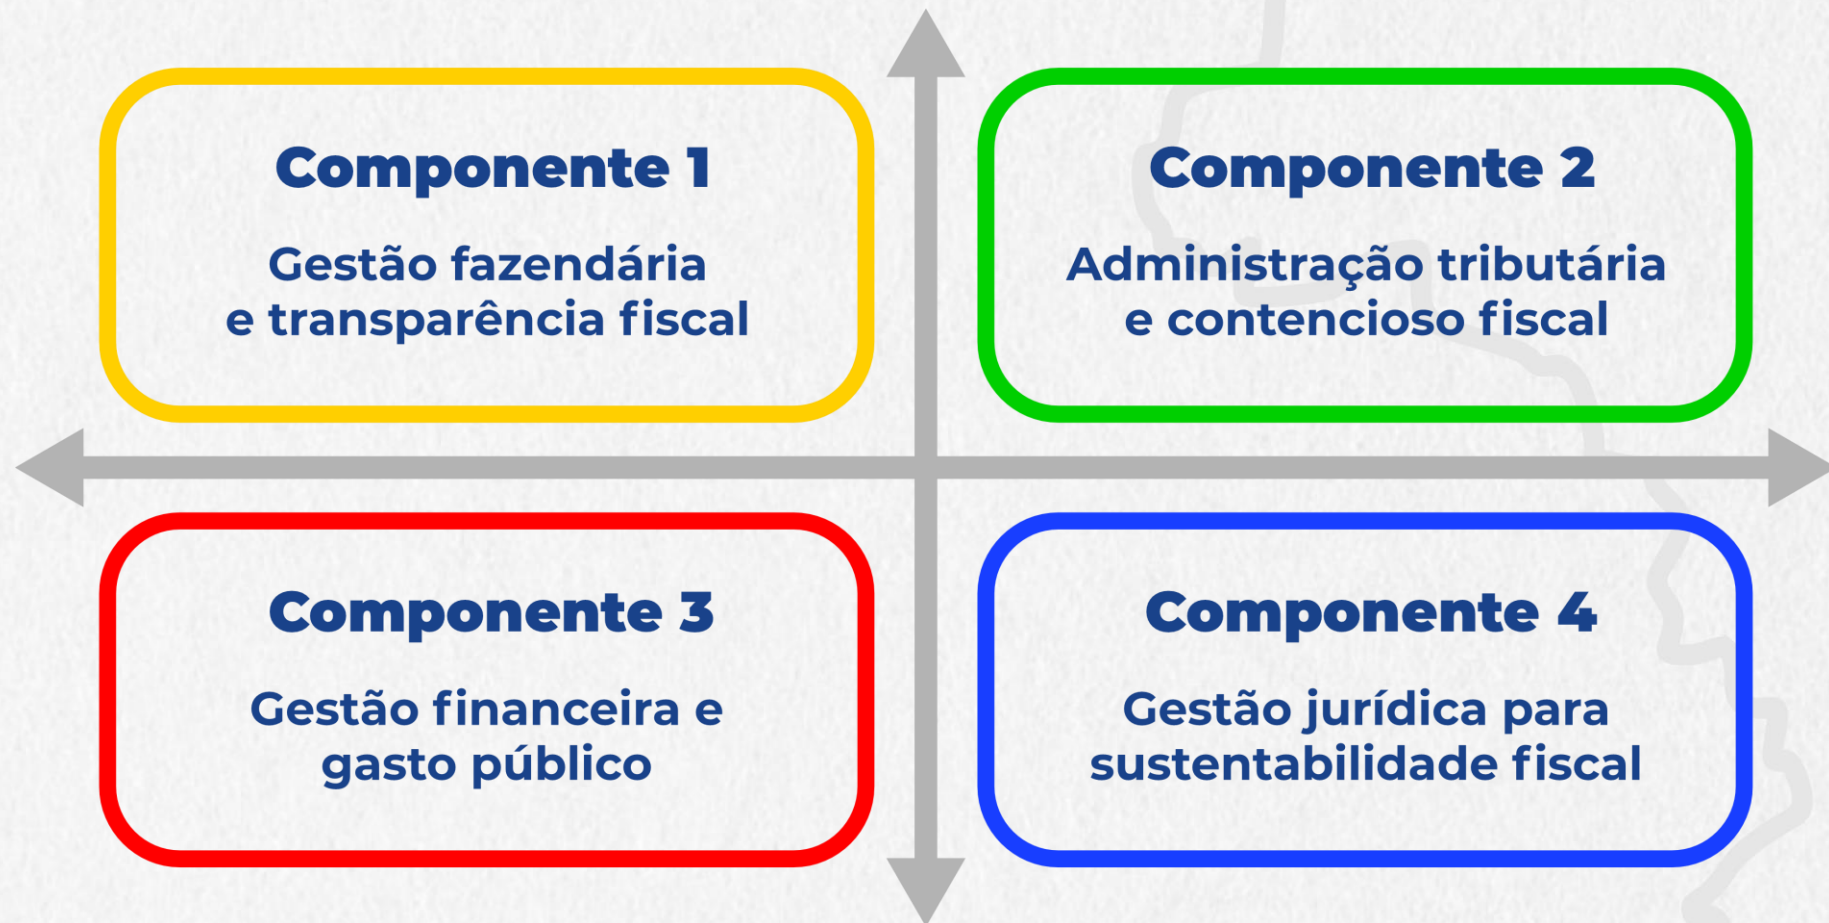 Componente 1
Gestão fazendária
e transparência fiscal
Componente 2
Administração tributária
e contencioso fiscal
Componente 3
Gestão financeira e
gasto público
Componente 4
Gestão jurídica para
sustentabilidade fiscal